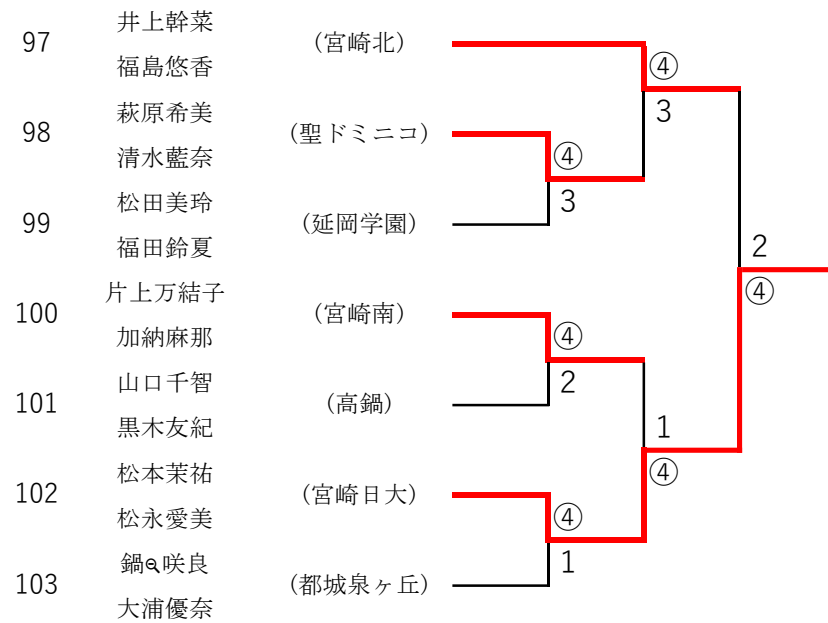 井上幹菜
97 (宮崎北)
福島悠香
④
3
萩原希美
98 (聖ドミニコ)
清水藍奈
④
3
松田美玲
99 (延岡学園)
福田鈴夏
2
④
片上万結子
100 (宮崎南)
加納麻那
④
2
山口千智
101 (高鍋)
黒木友紀
1
④
松本茉祐
102 (宮崎日大)
松永愛美
④
1
鍋 咲良
103 (都城泉ヶ丘)
大浦優奈